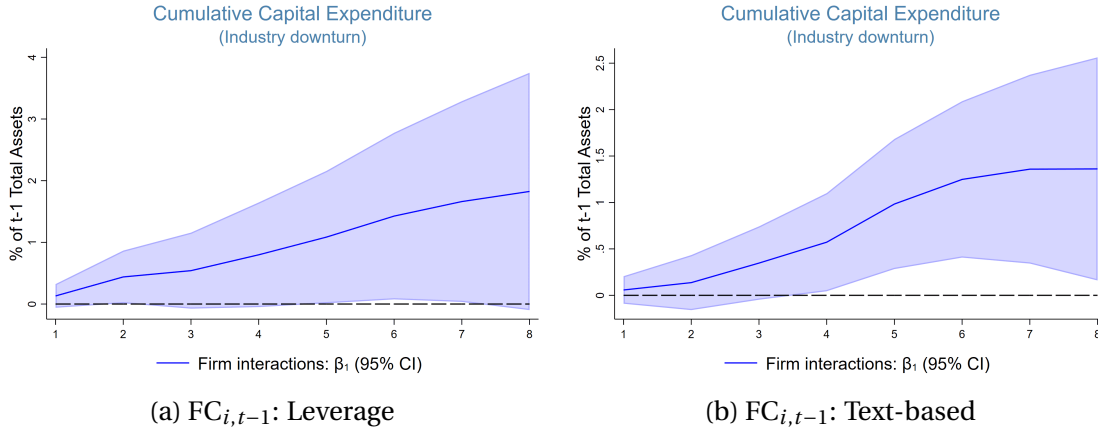 Cumulative Capital Expenditure
(Industry downturn)
% of t-1 Total Assets
4
3
2
1
0
1 2 3 4 5 6 7 8
Firm interactions: β₁ (95% CI)
(a) FCi,t−1: Leverage
Cumulative Capital Expenditure
(Industry downturn)
% of t-1 Total Assets
2.5
2
1.5
1
.5
0
1 2 3 4 5 6 7 8
Firm interactions: β₁ (95% CI)
(b) FCi,t−1: Text-based